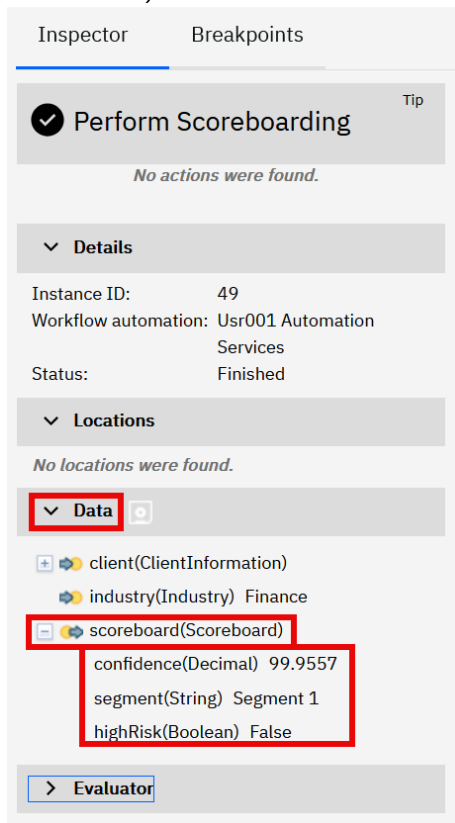 Inspector Breakpoints
Perform Scoreboarding Tip
No actions were found.
Details
Instance ID: 49
Workflow automation: Usr001 Automation
Services
Status: Finished
Locations
No locations were found.
Data
client(ClientInformation)
industry(Industry) Finance
scoreboard(Scoreboard)
confidence(Decimal) 99.9557
segment(String) Segment 1
highRisk(Boolean) False
Evaluator